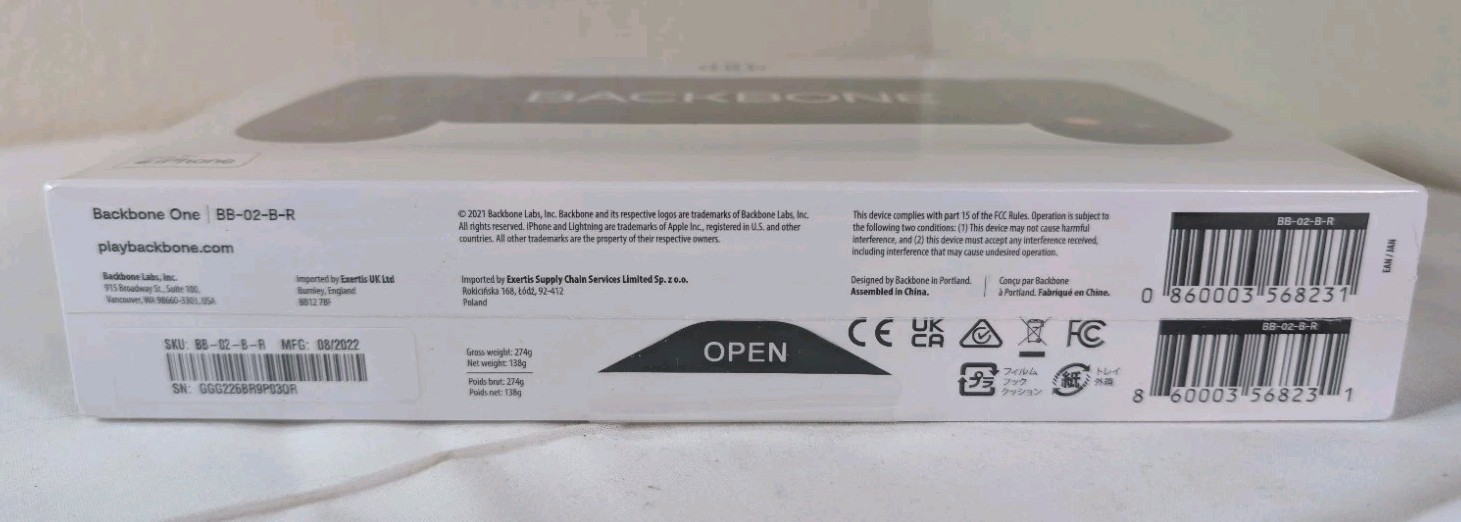 BACKBONE
iPhone
Backbone One | BB-02-B-R
playbackbone.com
Backbone Labs, Inc.
915 Broadway St., Suite 300,
Vancouver, WA 98660-3301, USA
Imported by Exertis UK Ltd
Burnley, England
BB12 7BF
© 2021 Backbone Labs, Inc. Backbone and its respective logos are trademarks of Backbone Labs, Inc.
All rights reserved. iPhone and Lightning are trademarks of Apple Inc., registered in U.S. and other
countries. All other trademarks are the property of their respective owners.
Imported by Exertis Supply Chain Services Limited Sp. z o.o.
Rokicińska 168, Łódź, 92-412
Poland
This device complies with part 15 of the FCC Rules. Operation is subject to
the following two conditions: (1) This device may not cause harmful
interference, and (2) this device must accept any interference received,
including interference that may cause undesired operation.
Designed by Backbone in Portland.
Assembled in China.
Conçu par Backbone
à Portland. Fabriqué en Chine.
BB-02-B-R
0 860003 568231
EAN / JAN
SKU: BB-02-B-R MFG: 08/2022
SN: GGG226BR9P030R
Gross weight: 274g
Net weight: 138g
Poids brut: 274g
Poids net: 138g
OPEN
CE UK CA FC
プラ
フィルム
フック
クッション
紙
トレイ
外箱
BB-02-B-R
8 60003 56823 1